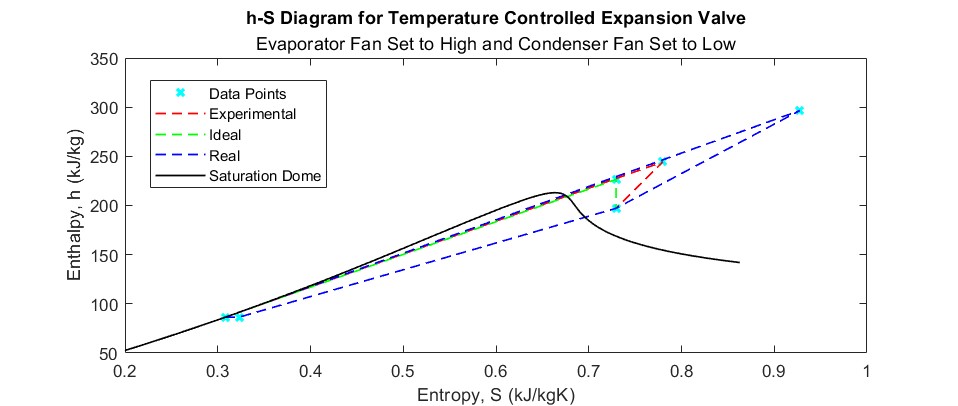 h-S Diagram for Temperature Controlled Expansion Valve
Evaporator Fan Set to High and Condenser Fan Set to Low
350
300
250
200
150
100
50
Enthalpy, h (kJ/kg)
Data Points
Experimental
Ideal
Real
Saturation Dome
0.2 0.3 0.4 0.5 0.6 0.7 0.8 0.9 1
Entropy, S (kJ/kgK)